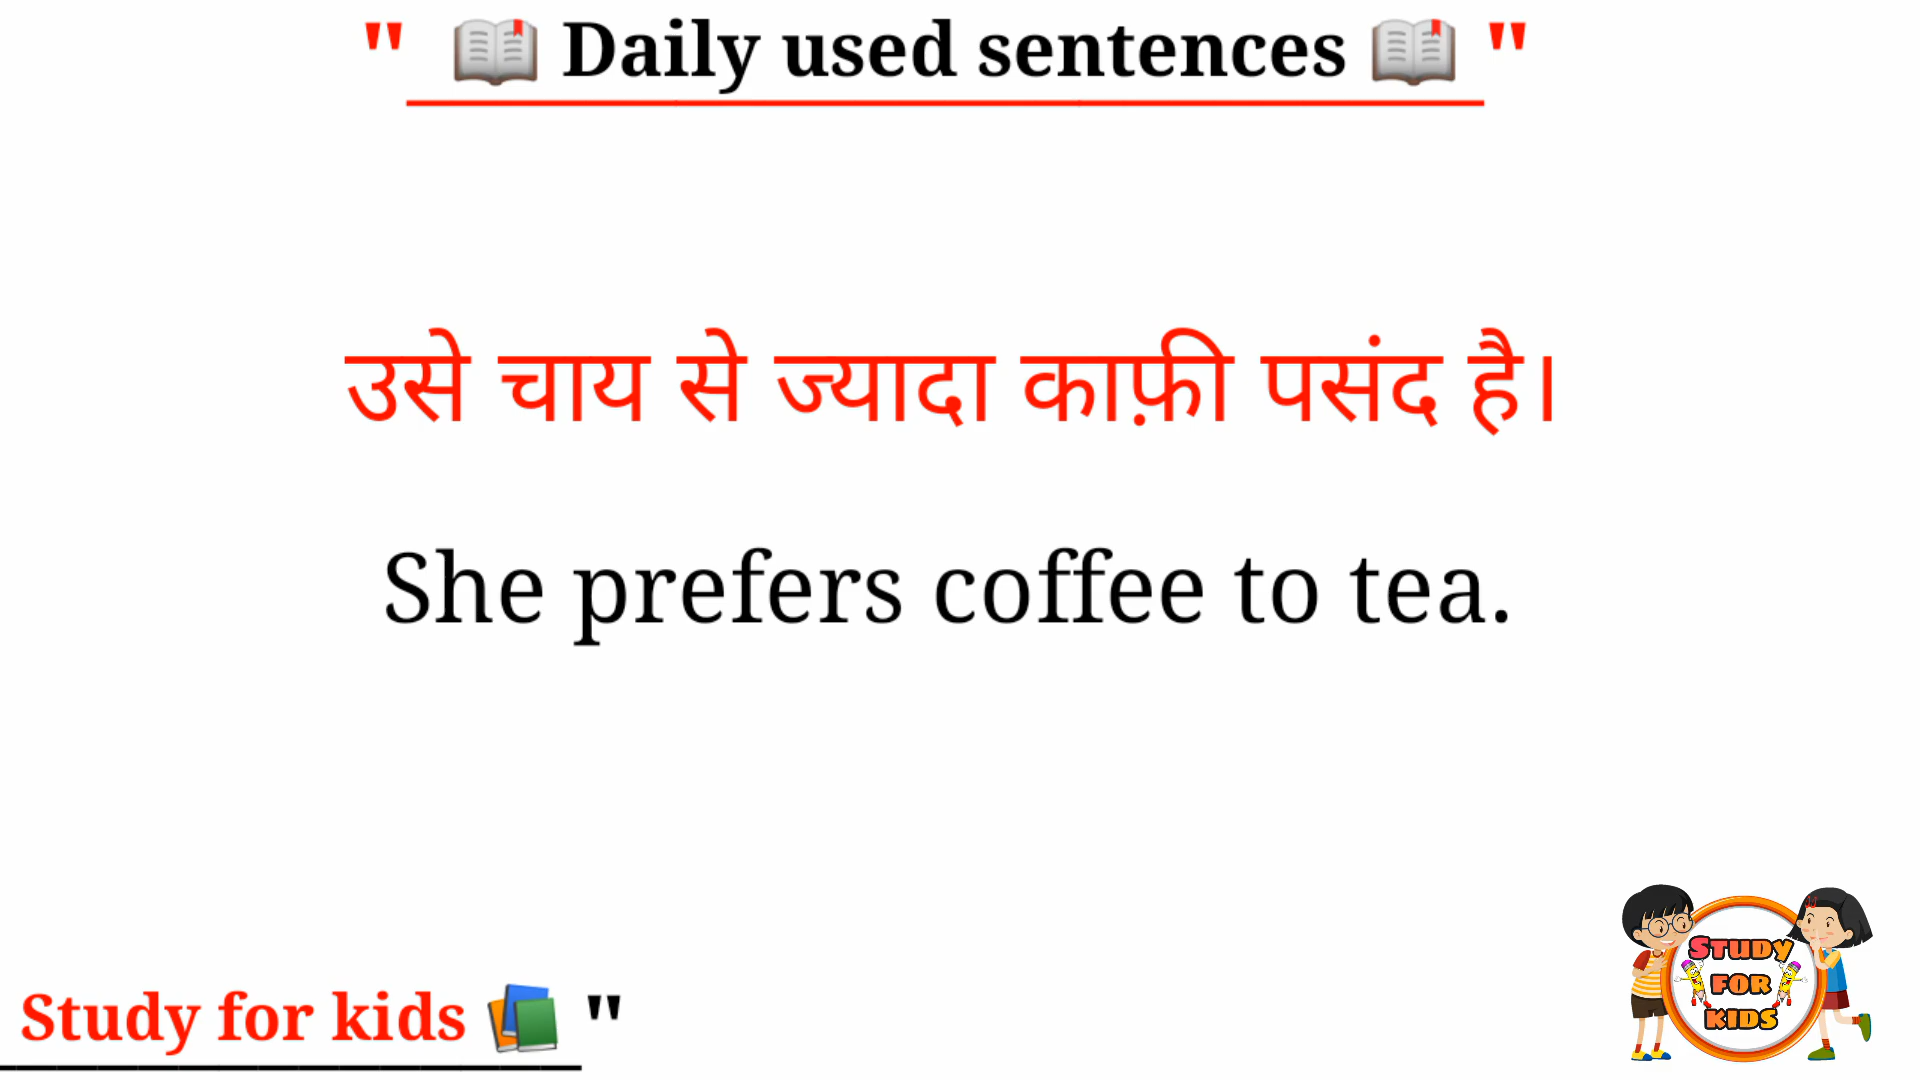 " 📖 Daily used sentences 📖 "
उसे चाय से ज्यादा काफ़ी पसंद है।
She prefers coffee to tea.
Study for kids 📚 "
STUDY
FOR
KIDS